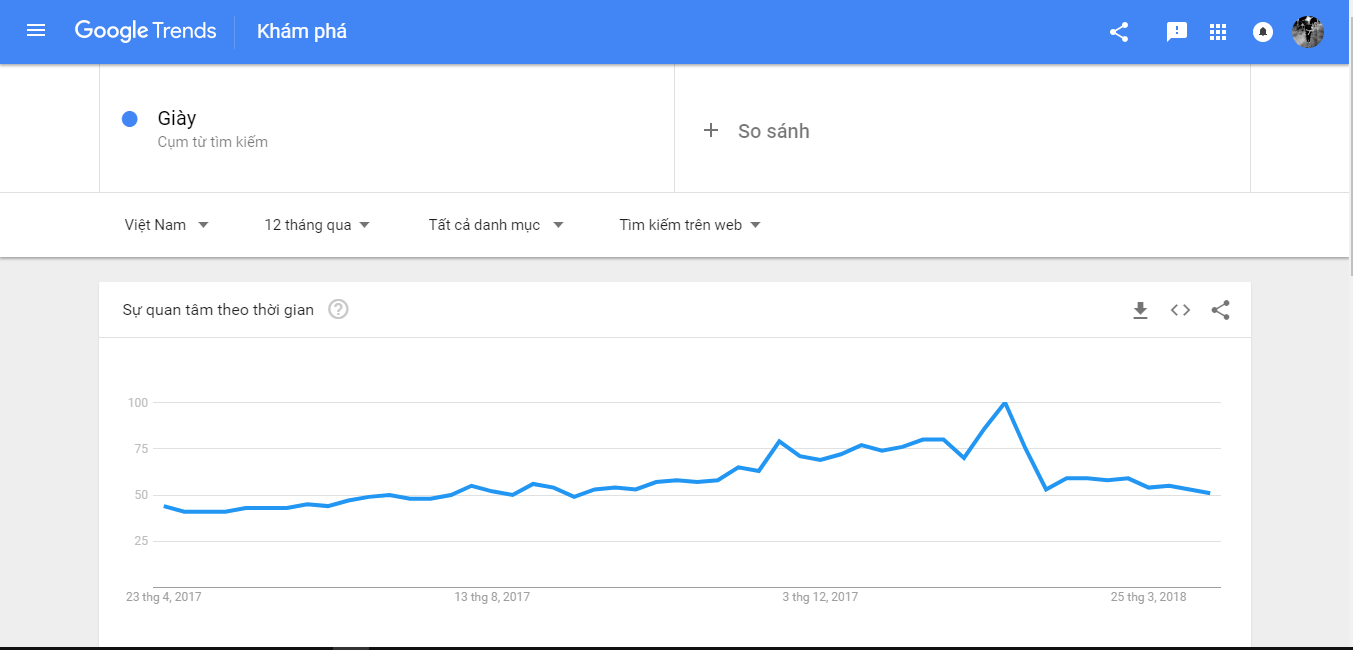 Google Trends Khám phá
Giày
Cụm từ tìm kiếm
+ So sánh
Việt Nam 12 tháng qua Tất cả danh mục Tìm kiếm trên web
Sự quan tâm theo thời gian ?
100
75
50
25
23 thg 4, 2017 13 thg 8, 2017 3 thg 12, 2017 25 thg 3, 2018